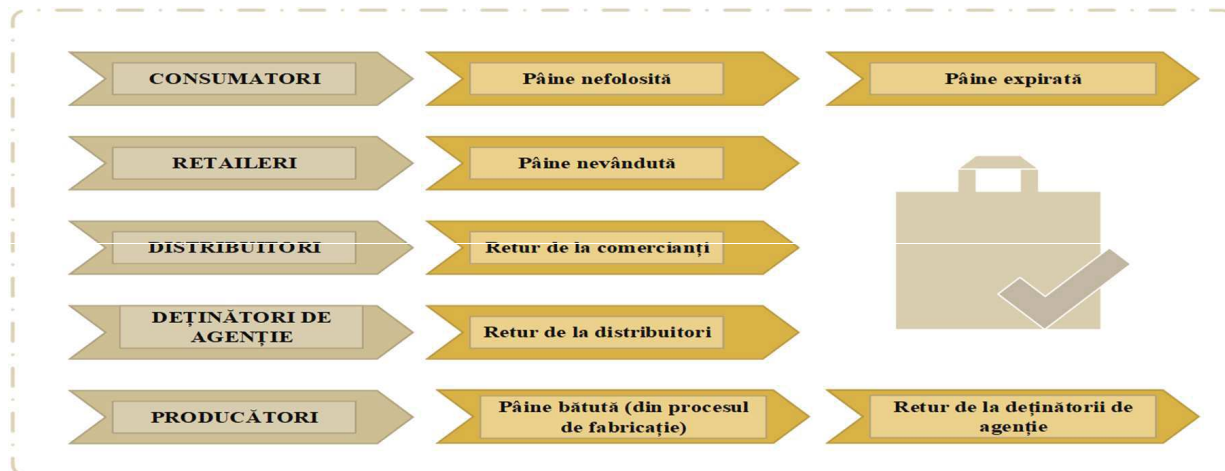 CONSUMATORI
Pâine nefolosită
Pâine expirată
RETAILERI
Pâine nevândută
DISTRIBUITORI
Retur de la comercianți
DEȚINĂTORI DE
AGENȚIE
Retur de la distribuitori
PRODUCĂTORI
Pâine bătută (din procesul
de fabricație)
Retur de la deținătorii de
agenție